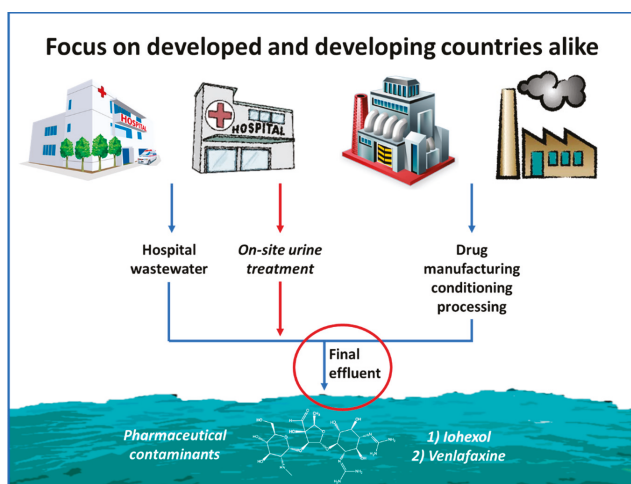 Focus on developed and developing countries alike
HOSPITAL
HOSPITAL
Hospital
wastewater
On-site urine
treatment
Drug
manufacturing
conditioning
processing
Final
effluent
Pharmaceutical
contaminants
1) Iohexol
2) Venlafaxine